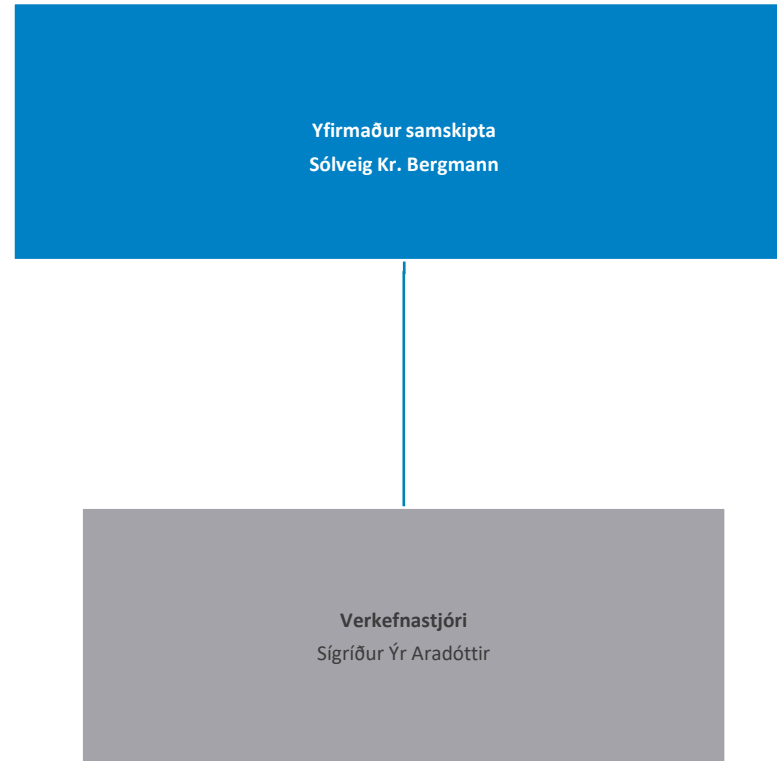 Yfirmaður samskipta
Sólveig Kr. Bergmann
Verkefnastjóri
Sígríður Ýr Aradóttir